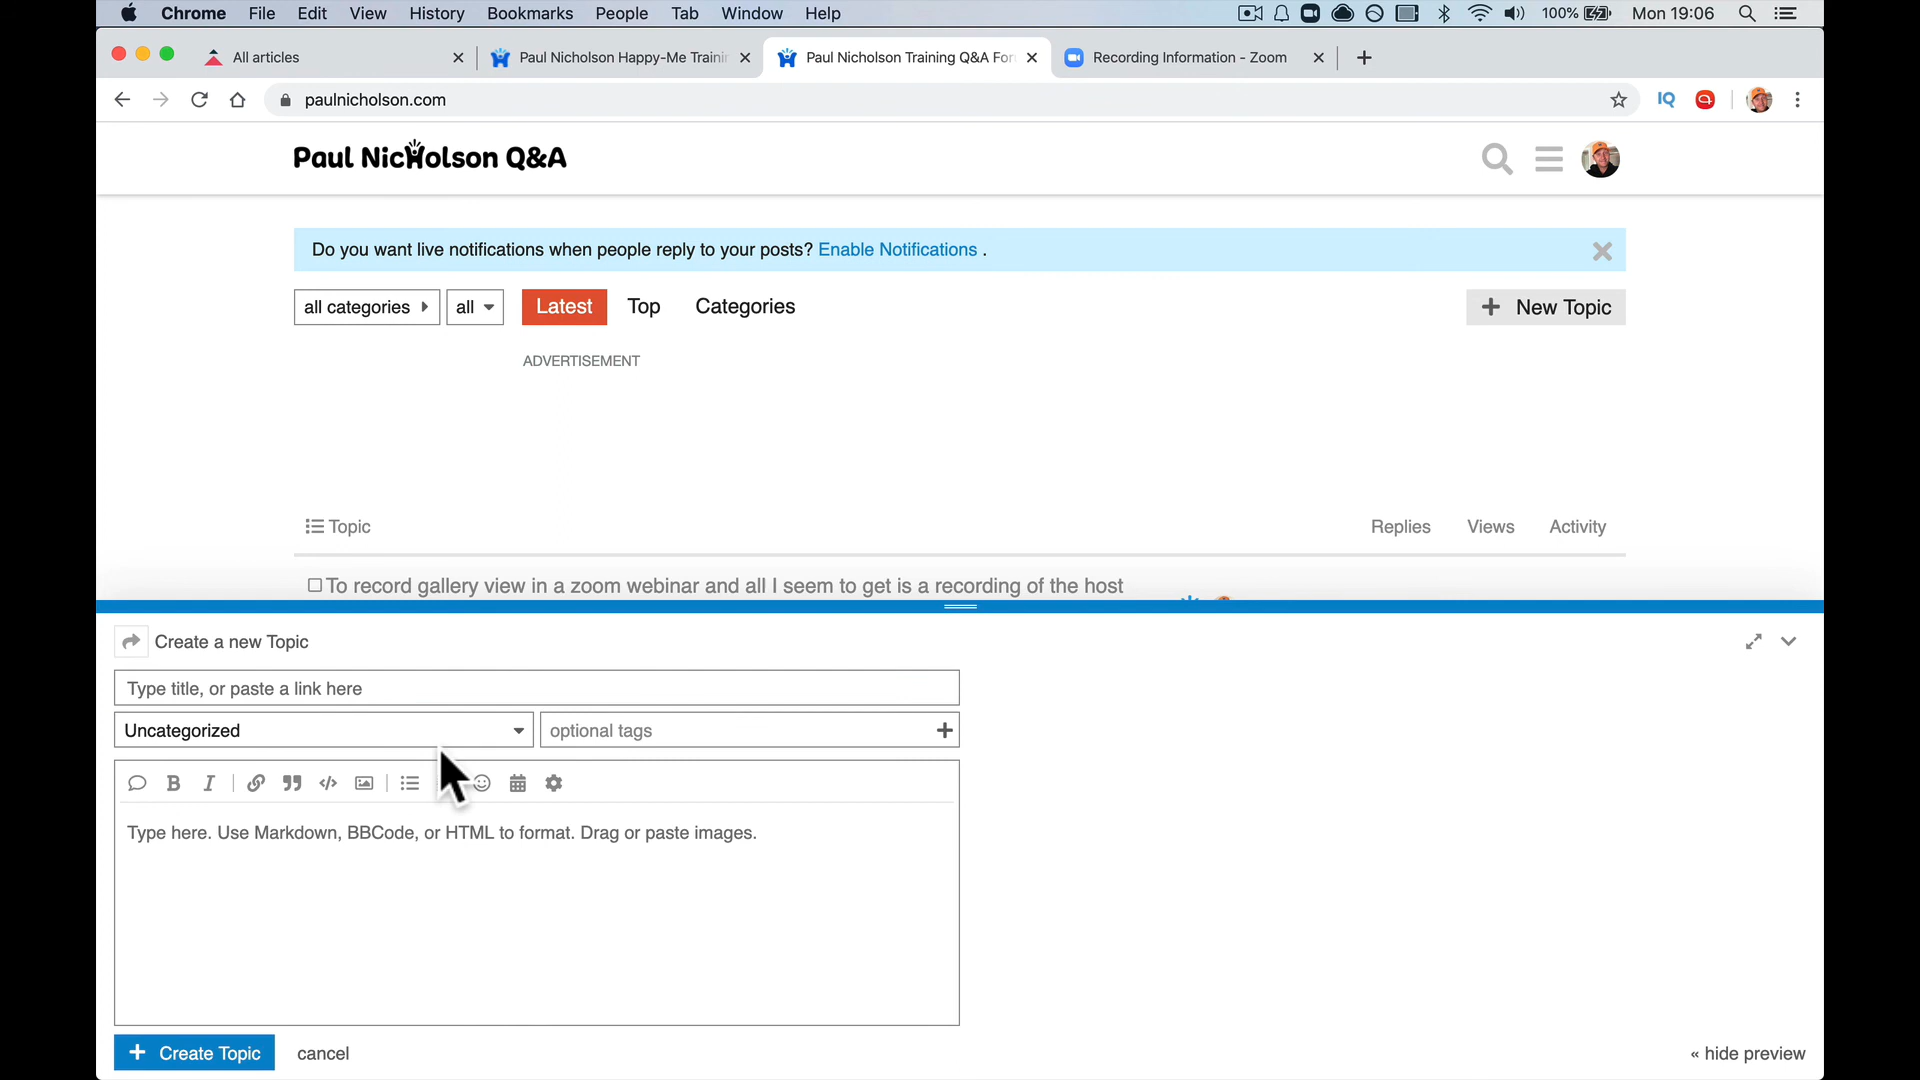 Chrome File Edit View History Bookmarks People Tab Window Help 100% Mon 19:06
All articles
Paul Nicholson Happy-Me Trainin
Paul Nicholson Training Q&A For
Recording Information - Zoom
paulnicholson.com
IQ
Paul Nicholson Q&A
Do you want live notifications when people reply to your posts? Enable Notifications .
all categories all Latest Top Categories + New Topic
ADVERTISEMENT
Topic Replies Views Activity
To record gallery view in a zoom webinar and all I seem to get is a recording of the host
Create a new Topic
Type title, or paste a link here
Uncategorized optional tags +
B I
Type here. Use Markdown, BBCode, or HTML to format. Drag or paste images.
+ Create Topic cancel « hide preview